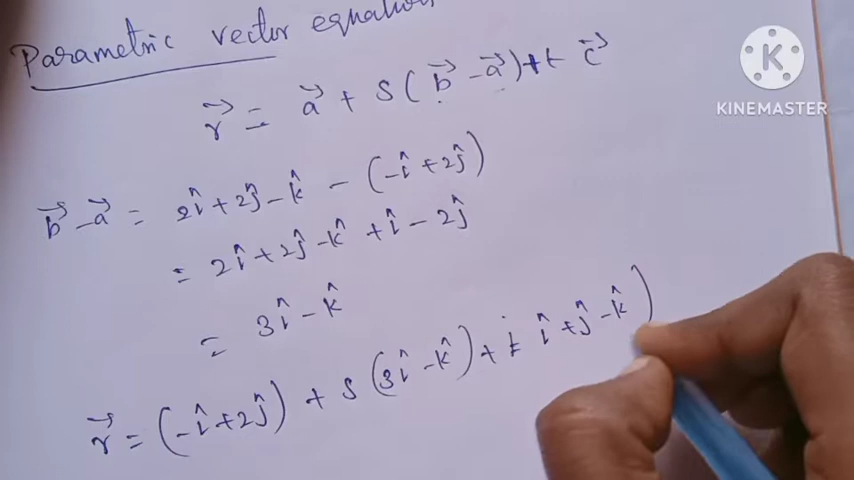 Parametric vector equation
K
KINEMASTER
r⃗ = a⃗ + s( b⃗ - a⃗ ) + t c⃗
b⃗ - a⃗ = 2î + 2ĵ - k̂ - (-î + 2ĵ)
= 2î + 2ĵ - k̂ + î - 2ĵ
= 3î - k̂
r⃗ = (-î + 2ĵ) + s (3î - k̂) + t î + ĵ - k̂)